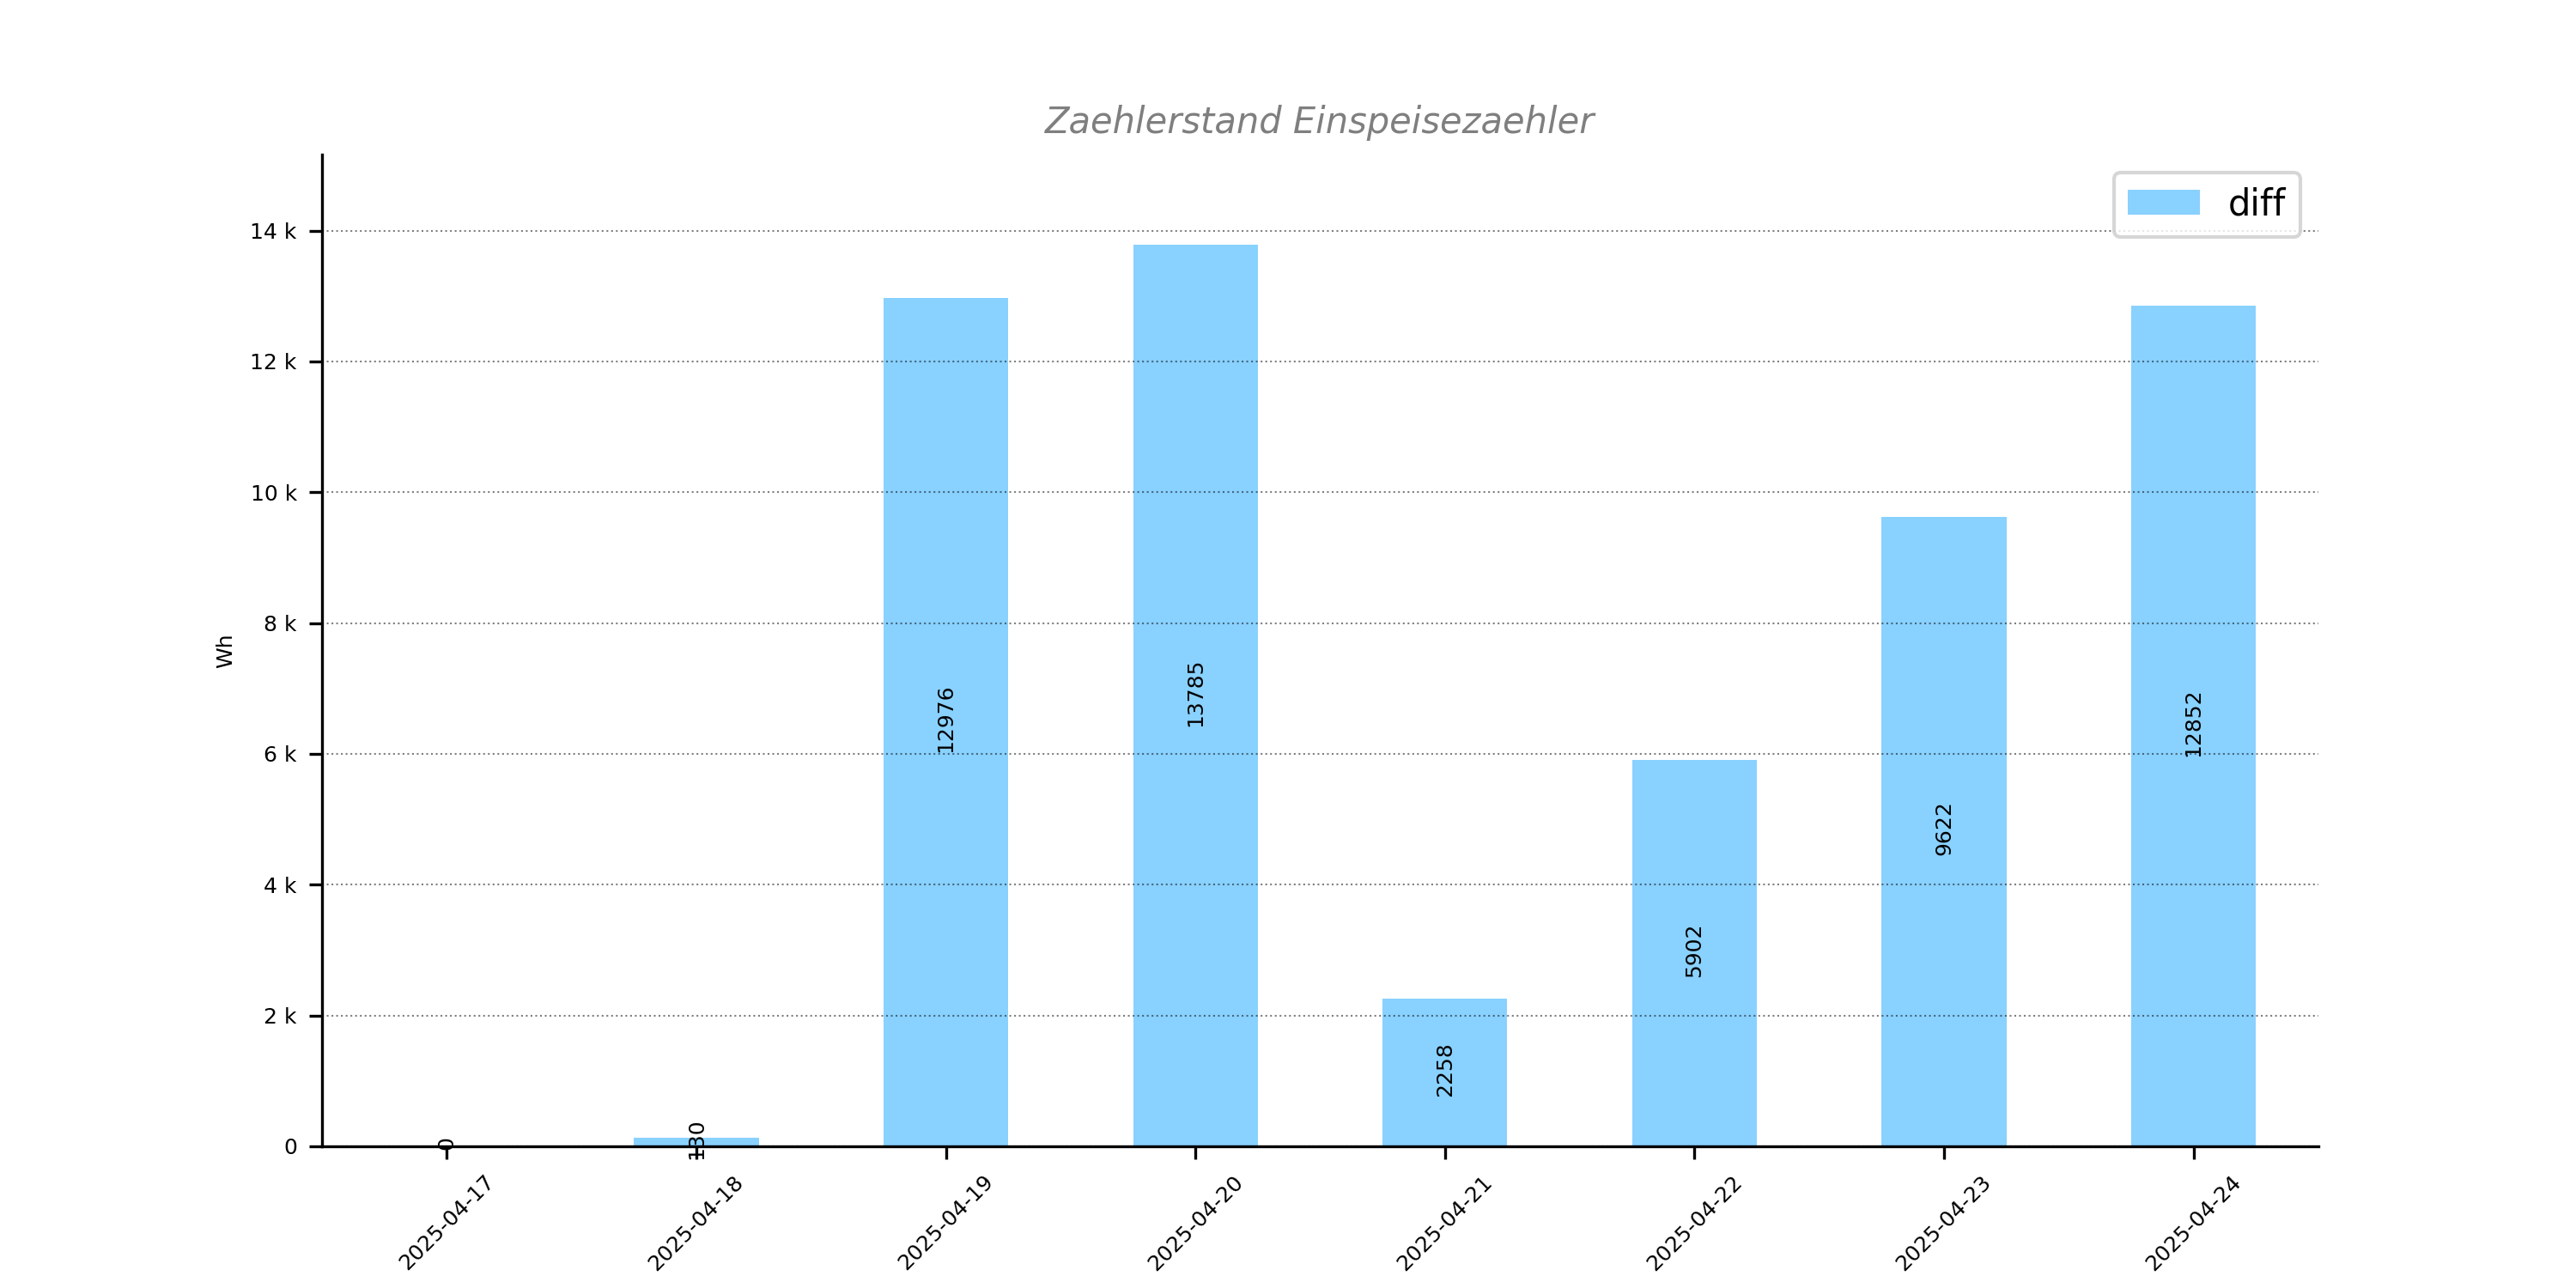 Zaehlerstand Einspeisezaehler
diff
Wh
14 k
12 k
10 k
8 k
6 k
4 k
2 k
0
0
130
12976
13785
2258
5902
9622
12852
2025-04-17
2025-04-18
2025-04-19
2025-04-20
2025-04-21
2025-04-22
2025-04-23
2025-04-24